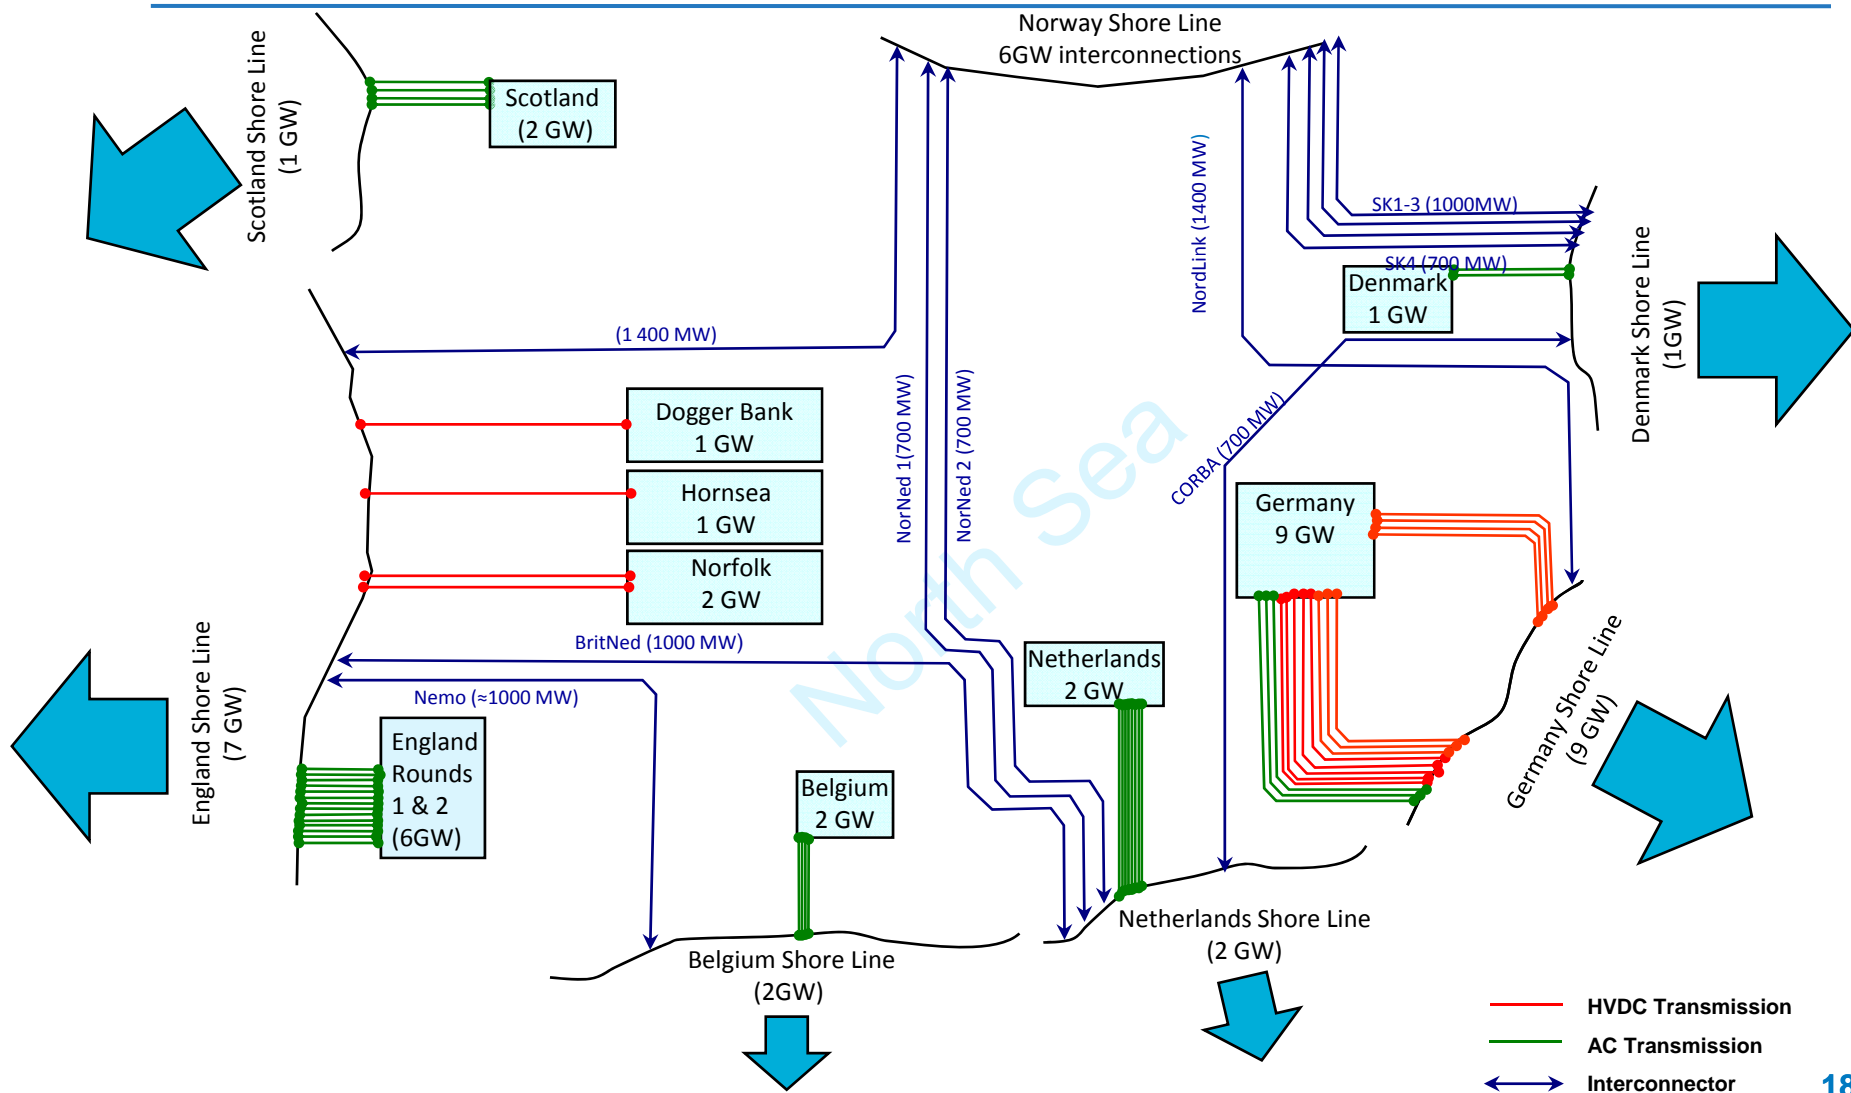 Norway Shore Line
6GW interconnections
Scotland Shore Line
(1 GW)
Scotland
(2 GW)
NordLink (1400 MW)
SK1-3 (1000MW)
SK4 (700 MW)
Denmark
1 GW
Denmark Shore Line
(1GW)
(1 400 MW)
NorNed 1(700 MW)
NorNed 2 (700 MW)
CORBA (700 MW)
Dogger Bank
1 GW
Hornsea
1 GW
Norfolk
2 GW
North Sea
Germany
9 GW
BritNed (1000 MW)
Nemo (≈1000 MW)
Netherlands
2 GW
England Shore Line
(7 GW)
England
Rounds
1 & 2
(6GW)
Belgium
2 GW
Germany Shore Line
(9 GW)
Belgium Shore Line
(2GW)
Netherlands Shore Line
(2 GW)
HVDC Transmission
AC Transmission
Interconnector
18